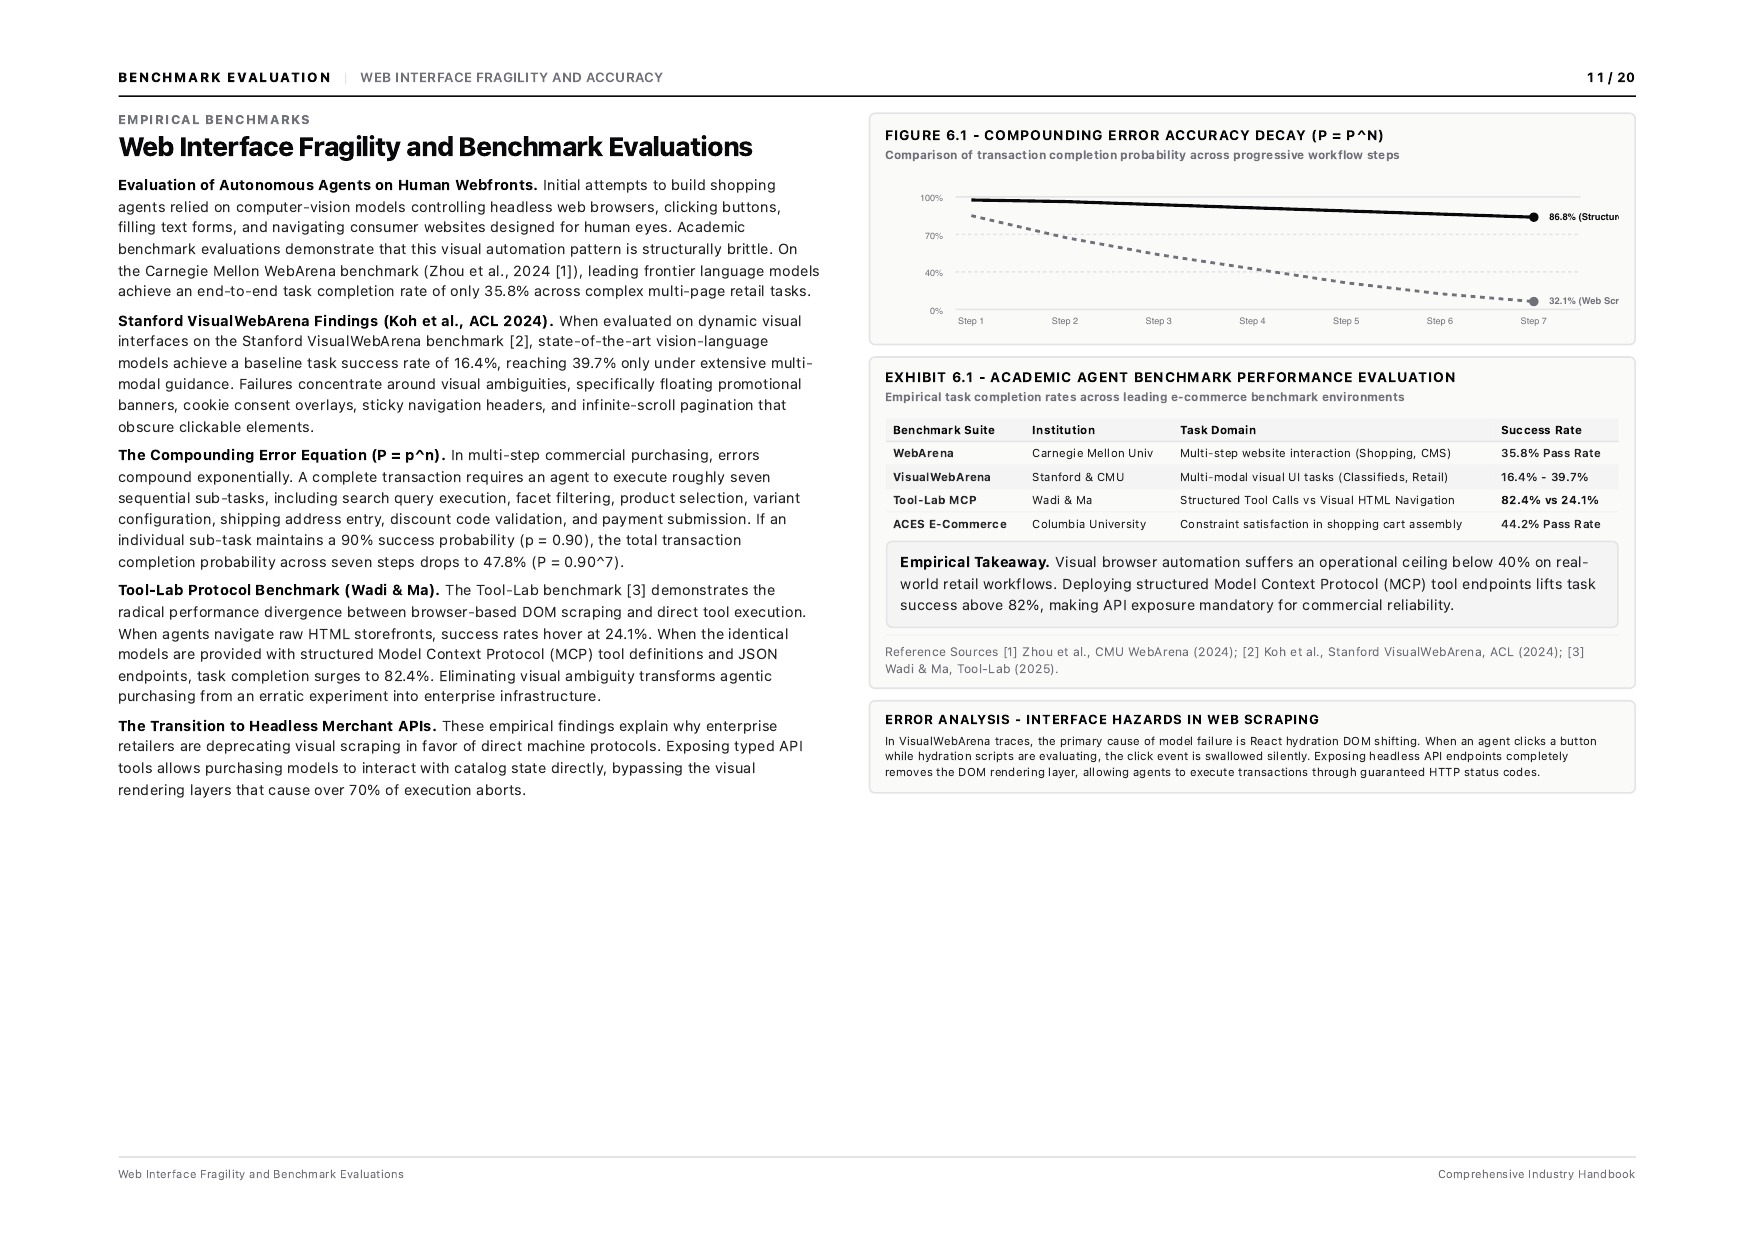 BENCHMARK EVALUATION | WEB INTERFACE FRAGILITY AND ACCURACY
11 / 20
EMPIRICAL BENCHMARKS
Web Interface Fragility and Benchmark Evaluations
Evaluation of Autonomous Agents on Human Webfronts. Initial attempts to build shopping
agents relied on computer-vision models controlling headless web browsers, clicking buttons,
filling text forms, and navigating consumer websites designed for human eyes. Academic
benchmark evaluations demonstrate that this visual automation pattern is structurally brittle. On
the Carnegie Mellon WebArena benchmark (Zhou et al., 2024 [1]), leading frontier language models
achieve an end-to-end task completion rate of only 35.8% across complex multi-page retail tasks.
Stanford VisualWebArena Findings (Koh et al., ACL 2024). When evaluated on dynamic visual
interfaces on the Stanford VisualWebArena benchmark [2], state-of-the-art vision-language
models achieve a baseline task success rate of 16.4%, reaching 39.7% only under extensive multi-
modal guidance. Failures concentrate around visual ambiguities, specifically floating promotional
banners, cookie consent overlays, sticky navigation headers, and infinite-scroll pagination that
obscure clickable elements.
The Compounding Error Equation (P = p^n). In multi-step commercial purchasing, errors
compound exponentially. A complete transaction requires an agent to execute roughly seven
sequential sub-tasks, including search query execution, facet filtering, product selection, variant
configuration, shipping address entry, discount code validation, and payment submission. If an
individual sub-task maintains a 90% success probability (p = 0.90), the total transaction
completion probability across seven steps drops to 47.8% (P = 0.90^7).
Tool-Lab Protocol Benchmark (Wadi & Ma). The Tool-Lab benchmark [3] demonstrates the
radical performance divergence between browser-based DOM scraping and direct tool execution.
When agents navigate raw HTML storefronts, success rates hover at 24.1%. When the identical
models are provided with structured Model Context Protocol (MCP) tool definitions and JSON
endpoints, task completion surges to 82.4%. Eliminating visual ambiguity transforms agentic
purchasing from an erratic experiment into enterprise infrastructure.
The Transition to Headless Merchant APIs. These empirical findings explain why enterprise
retailers are deprecating visual scraping in favor of direct machine protocols. Exposing typed API
tools allows purchasing models to interact with catalog state directly, bypassing the visual
rendering layers that cause over 70% of execution aborts.
FIGURE 6.1 - COMPOUNDING ERROR ACCURACY DECAY (P = P^N)
Comparison of transaction completion probability across progressive workflow steps
100%
70%
40%
0%
86.8% (Structur
32.1% (Web Scr
Step 1 Step 2 Step 3 Step 4 Step 5 Step 6 Step 7
EXHIBIT 6.1 - ACADEMIC AGENT BENCHMARK PERFORMANCE EVALUATION
Empirical task completion rates across leading e-commerce benchmark environments
Benchmark Suite Institution Task Domain Success Rate
WebArena Carnegie Mellon Univ Multi-step website interaction (Shopping, CMS) 35.8% Pass Rate
VisualWebArena Stanford & CMU Multi-modal visual UI tasks (Classifieds, Retail) 16.4% - 39.7%
Tool-Lab MCP Wadi & Ma Structured Tool Calls vs Visual HTML Navigation 82.4% vs 24.1%
ACES E-Commerce Columbia University Constraint satisfaction in shopping cart assembly 44.2% Pass Rate
Empirical Takeaway. Visual browser automation suffers an operational ceiling below 40% on real-
world retail workflows. Deploying structured Model Context Protocol (MCP) tool endpoints lifts task
success above 82%, making API exposure mandatory for commercial reliability.
Reference Sources [1] Zhou et al., CMU WebArena (2024); [2] Koh et al., Stanford VisualWebArena, ACL (2024); [3]
Wadi & Ma, Tool-Lab (2025).
ERROR ANALYSIS - INTERFACE HAZARDS IN WEB SCRAPING
In VisualWebArena traces, the primary cause of model failure is React hydration DOM shifting. When an agent clicks a button
while hydration scripts are evaluating, the click event is swallowed silently. Exposing headless API endpoints completely
removes the DOM rendering layer, allowing agents to execute transactions through guaranteed HTTP status codes.
Web Interface Fragility and Benchmark Evaluations
Comprehensive Industry Handbook